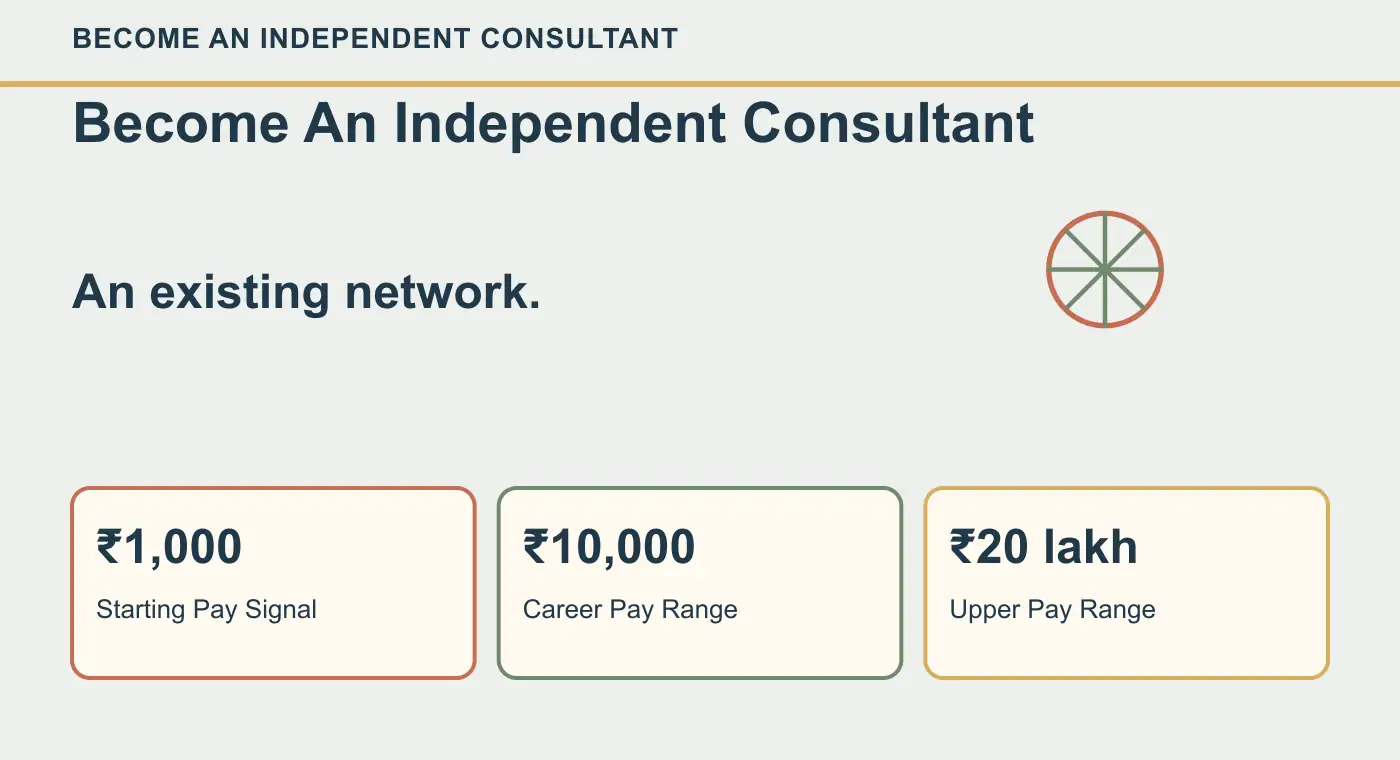 BECOME AN INDEPENDENT CONSULTANT
Become An Independent Consultant
An existing network.
₹1,000
Starting Pay Signal
₹10,000
Career Pay Range
₹20 lakh
Upper Pay Range